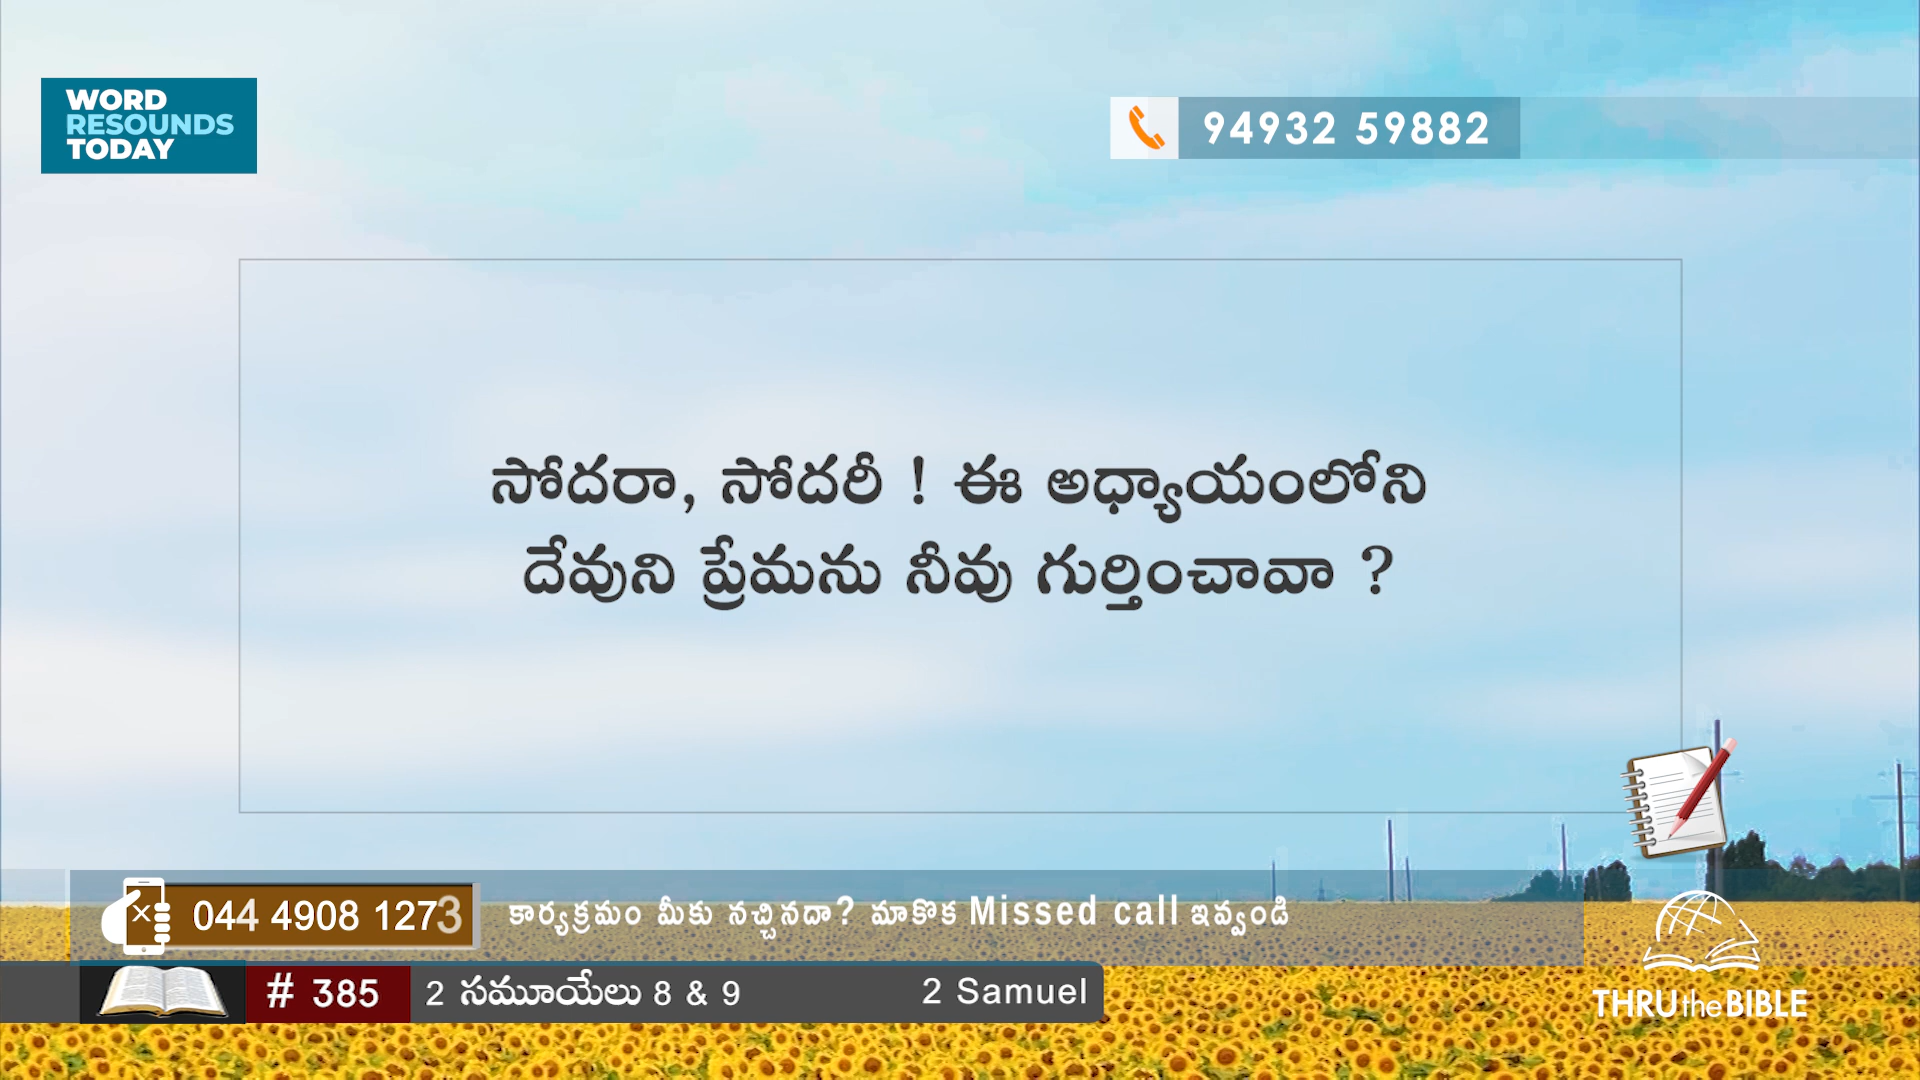 WORD
RESOUNDS
TODAY
94932 59882
సోదరా, సోదరీ ! ఈ అధ్యాయంలోని
దేవుని ప్రేమను నీవు గుర్తించావా ?
044 4908 1273
కార్యక్రమం మీకు నచ్చినదా? మాకొక Missed call ఇవ్వండి
# 385
2 సమూయేలు 8 & 9
2 Samuel
THRU the BIBLE